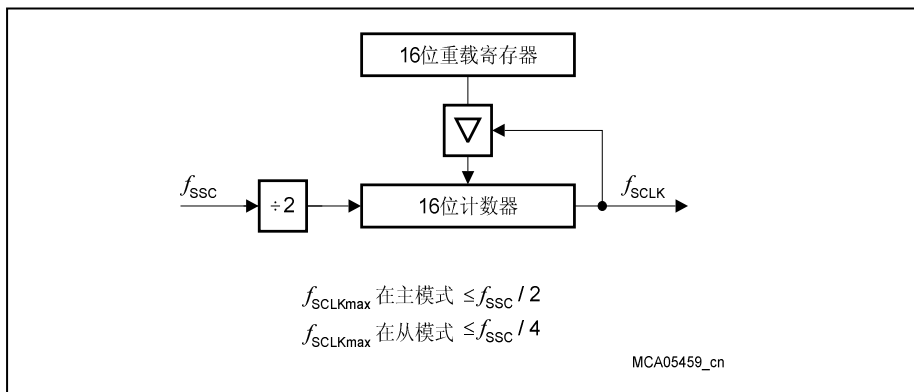 16位重载寄存器
▽
fSSC
÷2
16位计数器
fSCLK
fSCLKmax 在主模式 ≤fSSC / 2
fSCLKmax 在从模式 ≤fSSC / 4
MCA05459_cn